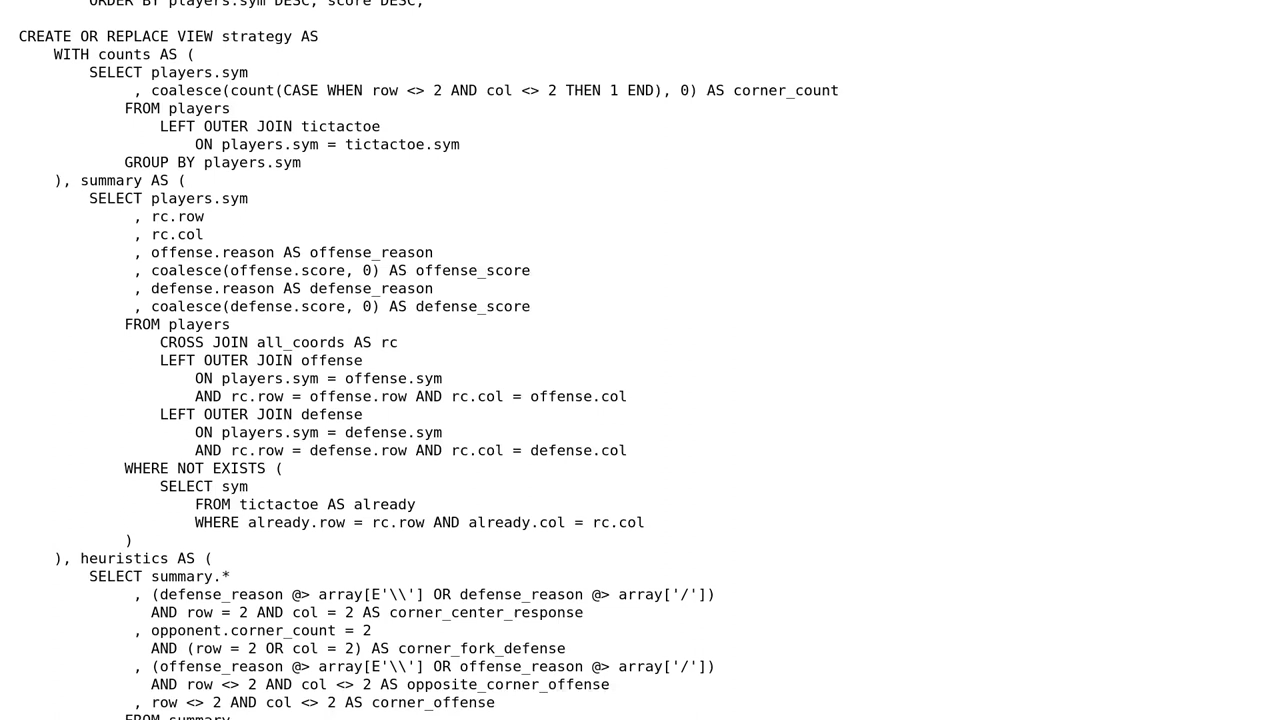 ORDER BY players.sym DESC, score DESC,
CREATE OR REPLACE VIEW strategy AS
WITH counts AS (
SELECT players.sym
, coalesce(count(CASE WHEN row <> 2 AND col <> 2 THEN 1 END), 0) AS corner_count
FROM players
LEFT OUTER JOIN tictactoe
ON players.sym = tictactoe.sym
GROUP BY players.sym
), summary AS (
SELECT players.sym
, rc.row
, rc.col
, offense.reason AS offense_reason
, coalesce(offense.score, 0) AS offense_score
, defense.reason AS defense_reason
, coalesce(defense.score, 0) AS defense_score
FROM players
CROSS JOIN all_coords AS rc
LEFT OUTER JOIN offense
ON players.sym = offense.sym
AND rc.row = offense.row AND rc.col = offense.col
LEFT OUTER JOIN defense
ON players.sym = defense.sym
AND rc.row = defense.row AND rc.col = defense.col
WHERE NOT EXISTS (
SELECT sym
FROM tictactoe AS already
WHERE already.row = rc.row AND already.col = rc.col
)
), heuristics AS (
SELECT summary.*
, (defense_reason @> array[E'\\'] OR defense_reason @> array['/'])
AND row = 2 AND col = 2 AS corner_center_response
, opponent.corner_count = 2
AND (row = 2 OR col = 2) AS corner_fork_defense
, (offense_reason @> array[E'\\'] OR offense_reason @> array['/'])
AND row <> 2 AND col <> 2 AS opposite_corner_offense
, row <> 2 AND col <> 2 AS corner_offense
FROM summary